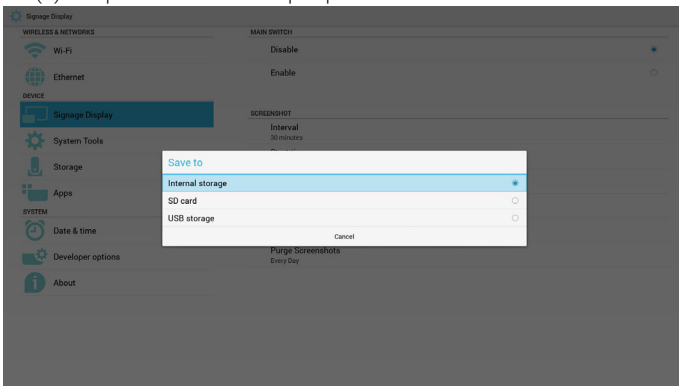 Signage Display
WIRELESS & NETWORKS
Wi-Fi
Ethernet
DEVICE
Signage Display
System Tools
Storage
Apps
SYSTEM
Date & time
Developer options
About
MAIN SWITCH
Disable
Enable
SCREENSHOT
Interval
30 minutes
Save to
Internal storage
SD card
USB storage
Cancel
Purge Screenshots
Every Day